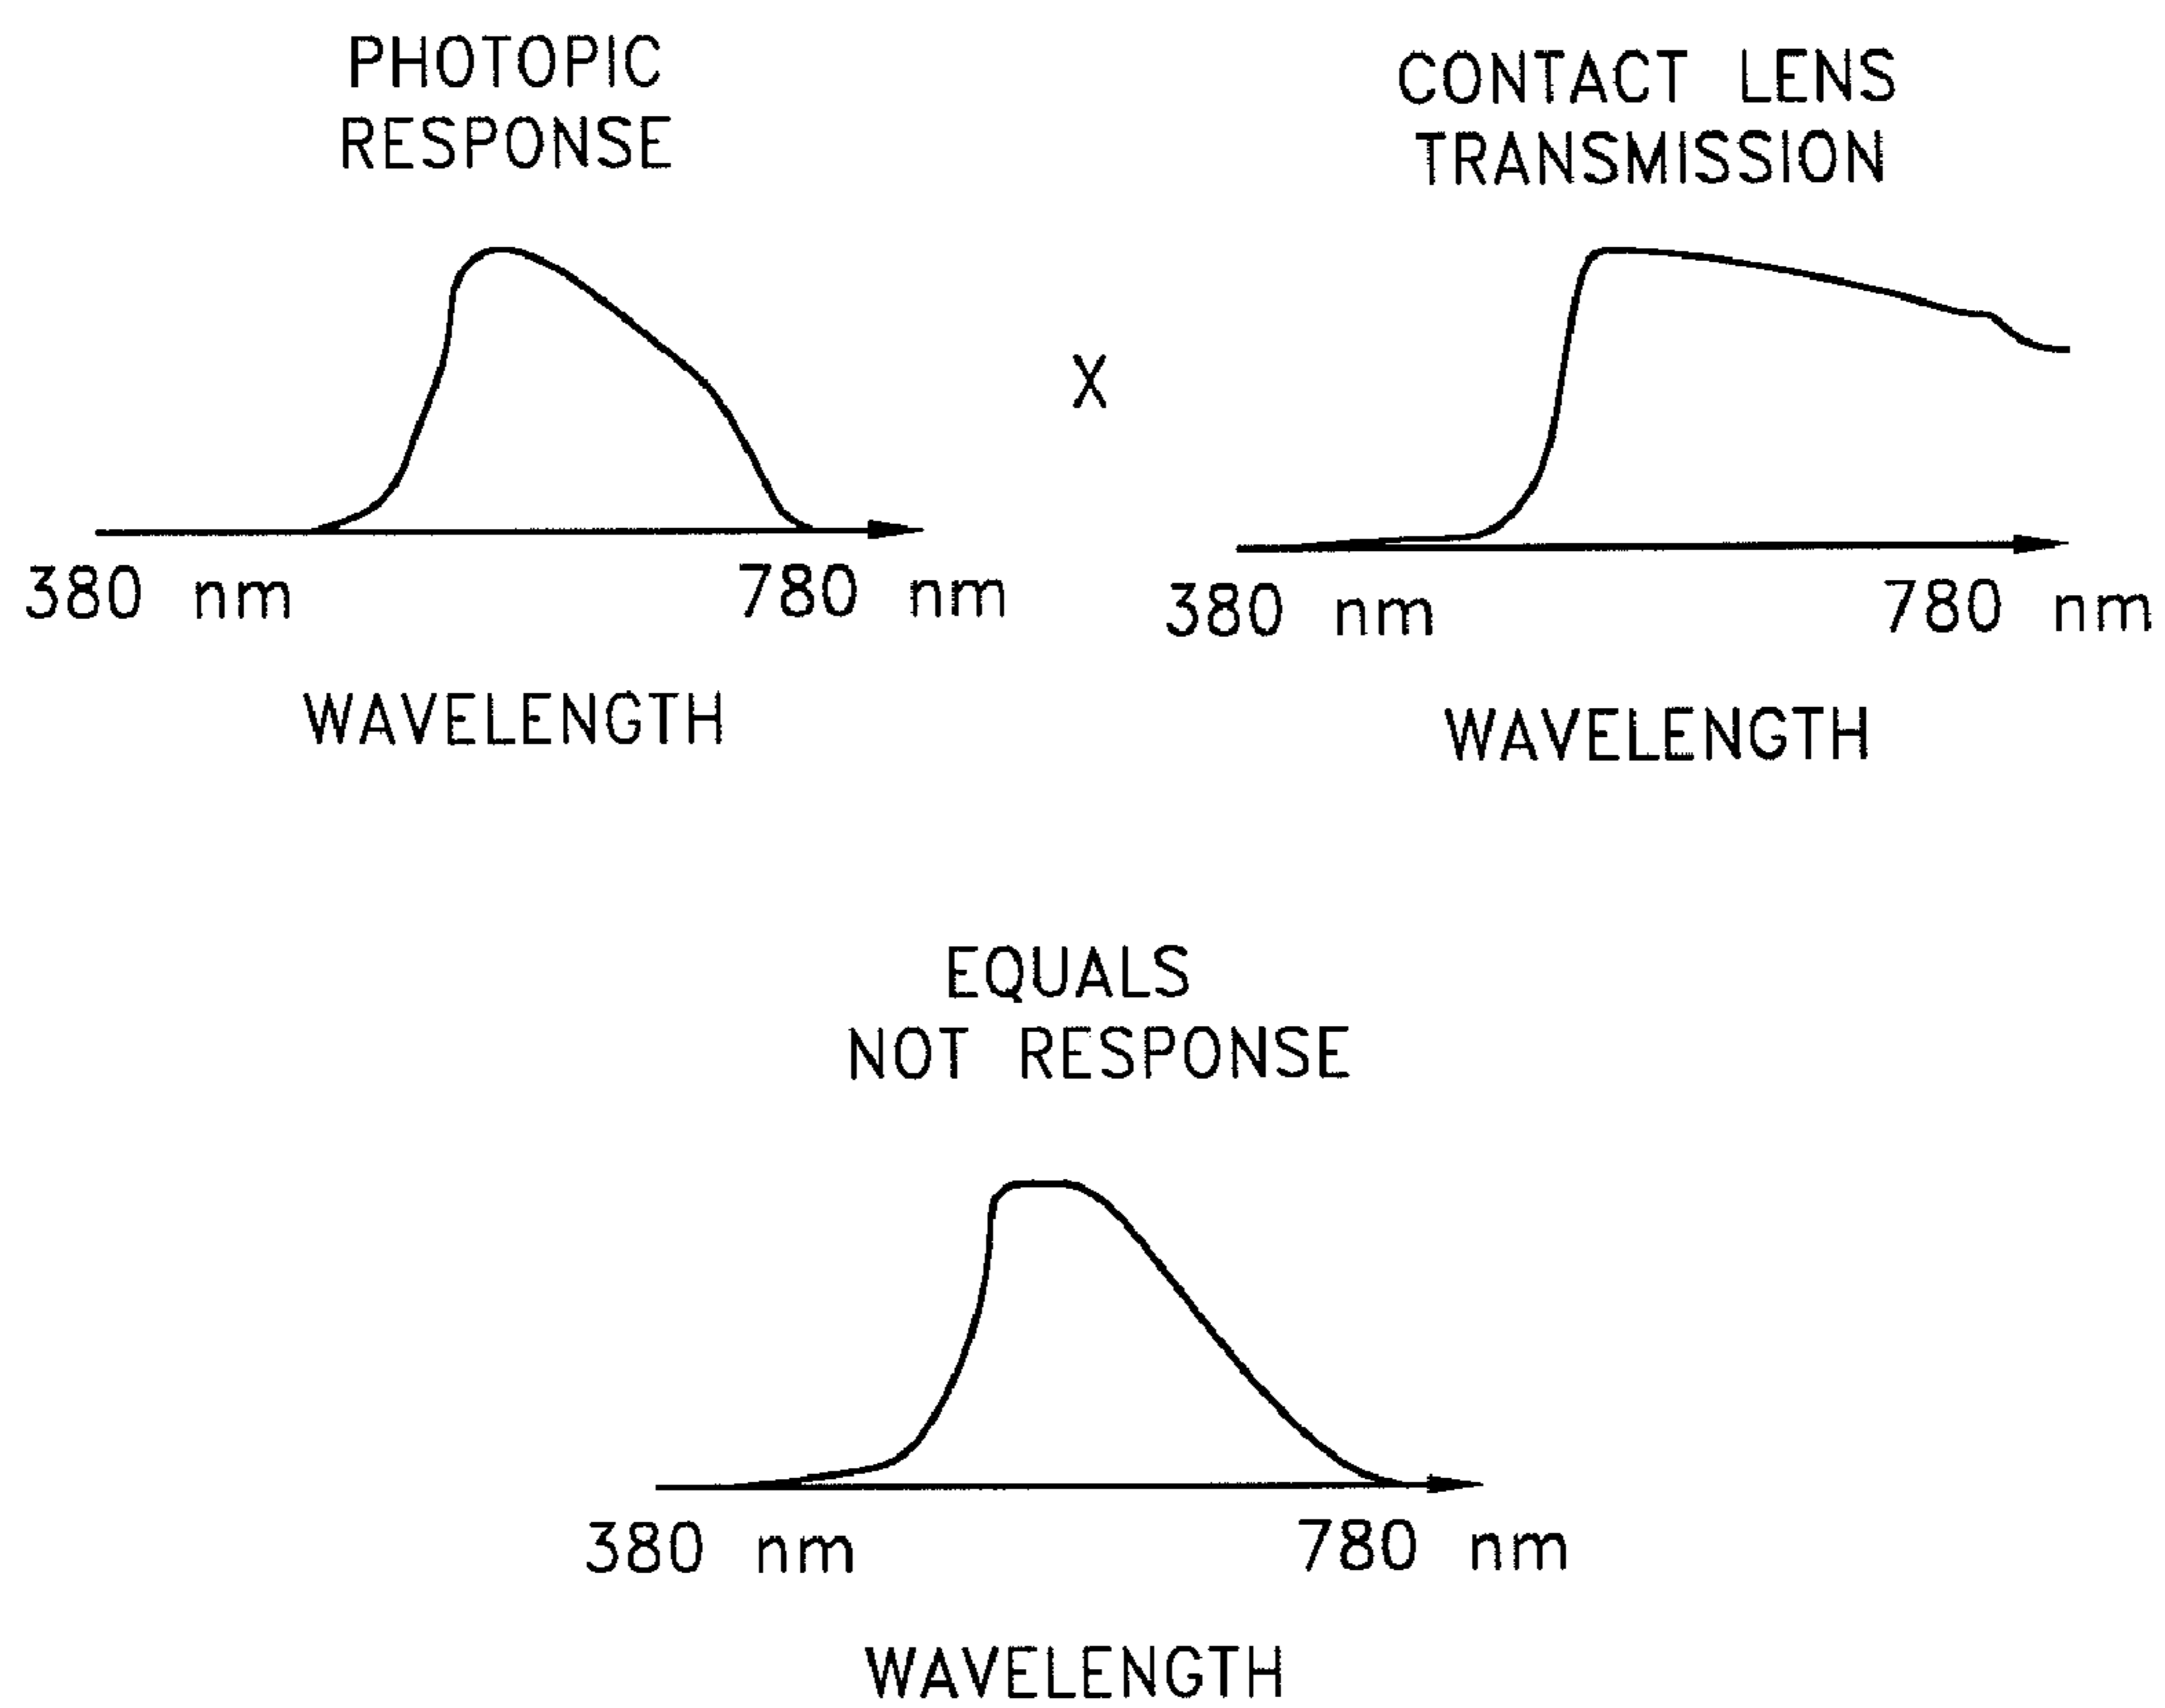 PHOTOPIC
RESPONSE
CONTACT LENS
TRANSMISSION
X
380 nm
780 nm
WAVELENGTH
380 nm
780 nm
WAVELENGTH
EQUALS
NOT RESPONSE
380 nm
780 nm
WAVELENGTH